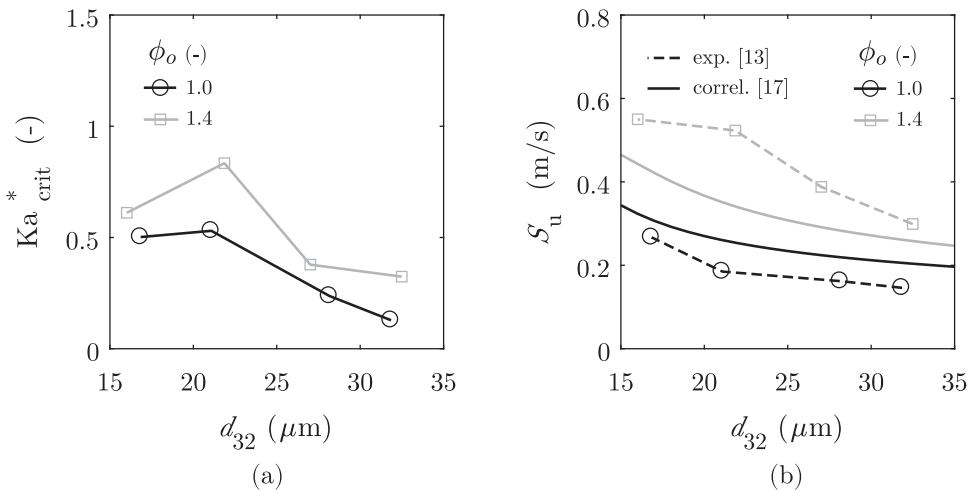 1.5
1
0.5
0
Ka*crit (-)
ϕo (-)
1.0
1.4
15 20 25 30 35
d32 (μm)
(a)
0.8
0.6
0.4
0.2
0
Su (m/s)
exp. [13]
correl. [17]
ϕo (-)
1.0
1.4
15 20 25 30 35
d32 (μm)
(b)